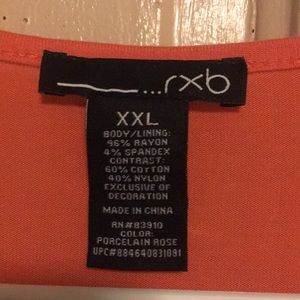 ...rxb
XXL
BODY/LINING:
96% RAYON
4% SPANDEX
CONTRAST:
60% COTTON
40% NYLON
EXCLUSIVE OF
DECORATION
MADE IN CHINA
RN#83910
COLOR:
PORCELAIN ROSE
UPC#884640831091